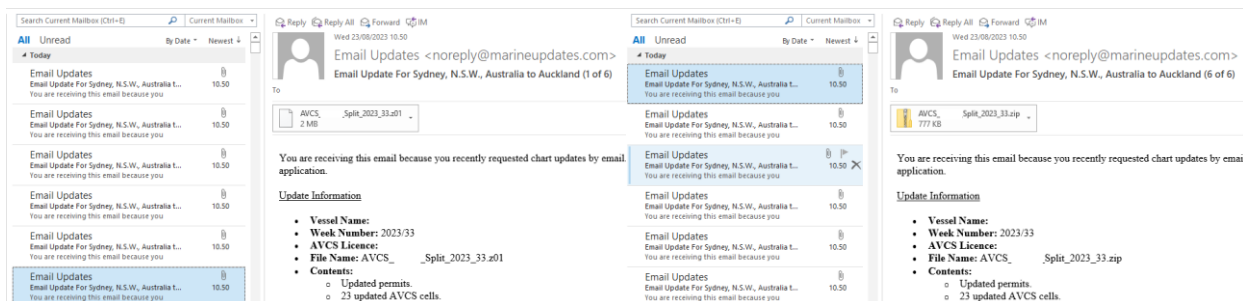 Search Current Mailbox (Ctrl+E) Current Mailbox
All Unread By Date Newest ↓
Today
Email Updates
Email Update For Sydney, N.S.W., Australia t... 10.50
You are receiving this email because you
Email Updates
Email Update For Sydney, N.S.W., Australia t... 10.50
You are receiving this email because you
Email Updates
Email Update For Sydney, N.S.W., Australia t... 10.50
You are receiving this email because you
Email Updates
Email Update For Sydney, N.S.W., Australia t... 10.50
You are receiving this email because you
Email Updates
Email Update For Sydney, N.S.W., Australia t... 10.50
You are receiving this email because you
Email Updates
Email Update For Sydney, N.S.W., Australia t... 10.50
You are receiving this email because you
Reply Reply All Forward IM
Wed 23/08/2023 10.50
Email Updates <noreply@marineupdates.com>
Email Update For Sydney, N.S.W., Australia to Auckland (1 of 6)
To
AVCS_ _Split_2023_33.z01
2 MB
You are receiving this email because you recently requested chart updates by email.
application.
Update Information
• Vessel Name:
• Week Number: 2023/33
• AVCS Licence:
• File Name: AVCS_ _Split_2023_33.z01
• Contents:
o Updated permits.
o 23 updated AVCS cells.
Search Current Mailbox (Ctrl+E) Current Mailbox
All Unread By Date Newest ↓
Today
Email Updates
Email Update For Sydney, N.S.W., Australia t... 10.50
You are receiving this email because you
Email Updates
Email Update For Sydney, N.S.W., Australia t... 10.50
You are receiving this email because you
Email Updates
Email Update For Sydney, N.S.W., Australia t... 10.50
You are receiving this email because you
Email Updates
Email Update For Sydney, N.S.W., Australia t... 10.50
You are receiving this email because you
Email Updates
Email Update For Sydney, N.S.W., Australia t... 10.50
You are receiving this email because you
Email Updates
Email Update For Sydney, N.S.W., Australia t... 10.50
You are receiving this email because you
Reply Reply All Forward IM
Wed 23/08/2023 10.50
Email Updates <noreply@marineupdates.com>
Email Update For Sydney, N.S.W., Australia to Auckland (6 of 6)
To
AVCS_ _Split_2023_33.zip
777 KB
You are receiving this email because you recently requested chart updates by emai
application.
Update Information
• Vessel Name:
• Week Number: 2023/33
• AVCS Licence:
• File Name: AVCS_ _Split_2023_33.zip
• Contents:
o Updated permits.
o 23 updated AVCS cells.